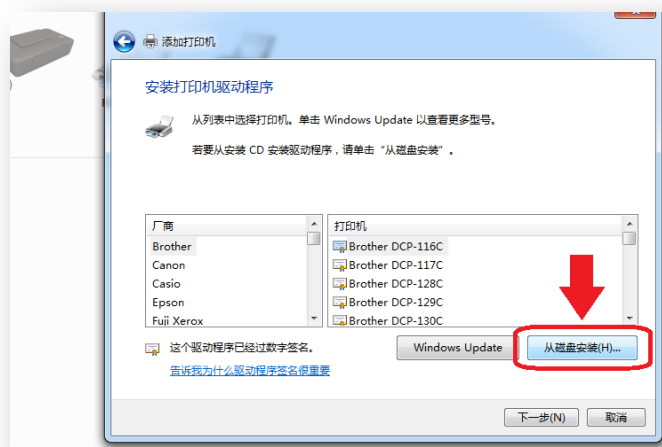 添加打印机
安装打印机驱动程序
从列表中选择打印机。单击 Windows Update 以查看更多型号。
若要从安装 CD 安装驱动程序，请单击“从磁盘安装”。
厂商
Brother
Canon
Casio
Epson
Fuji Xerox
打印机
Brother DCP-116C
Brother DCP-117C
Brother DCP-128C
Brother DCP-129C
Brother DCP-130C
这个驱动程序已经过数字签名。
告诉我为什么驱动程序签名很重要
Windows Update
从磁盘安装(H)...
下一步(N)
取消